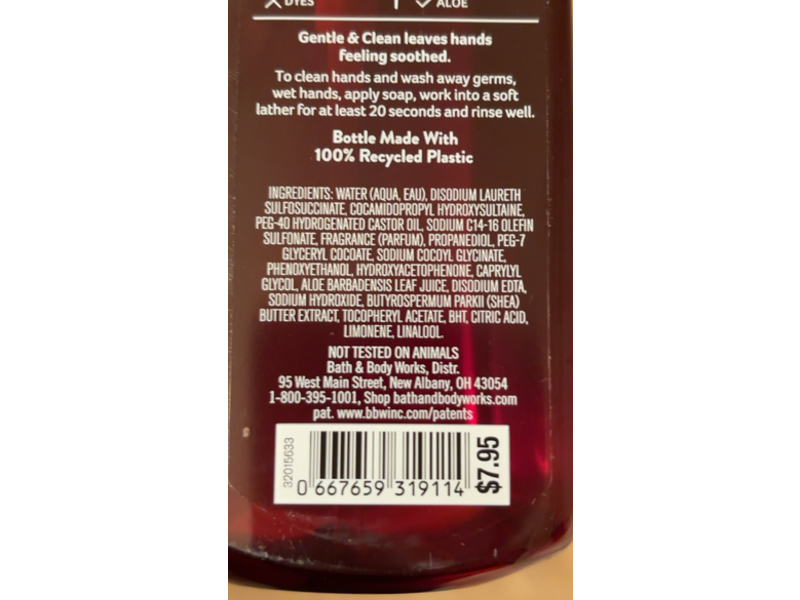 DYES ALOE
Gentle & Clean leaves hands
feeling soothed.
To clean hands and wash away germs,
wet hands, apply soap, work into a soft
lather for at least 20 seconds and rinse well.
Bottle Made With
100% Recycled Plastic
INGREDIENTS: WATER (AQUA, EAU), DISODIUM LAURETH
SULFOSUCCINATE, COCAMIDOPROPYL HYDROXYSULTAINE,
PEG-40 HYDROGENATED CASTOR OIL, SODIUM C14-16 OLEFIN
SULFONATE, FRAGRANCE (PARFUM), PROPANEDIOL, PEG-7
GLYCERYL COCOATE, SODIUM COCOYL GLYCINATE,
PHENOXYETHANOL, HYDROXYACETOPHENONE, CAPRYLYL
GLYCOL, ALOE BARBADENSIS LEAF JUICE, DISODIUM EDTA,
SODIUM HYDROXIDE, BUTYROSPERMUM PARKII (SHEA)
BUTTER EXTRACT, TOCOPHERYL ACETATE, BHT, CITRIC ACID,
LIMONENE, LINALOOL.
NOT TESTED ON ANIMALS
Bath & Body Works, Distr.
95 West Main Street, New Albany, OH 43054
1-800-395-1001, Shop bathandbodyworks.com
pat. www.bbwinc.com/patents
32015633
0 667659 319114
$7.95